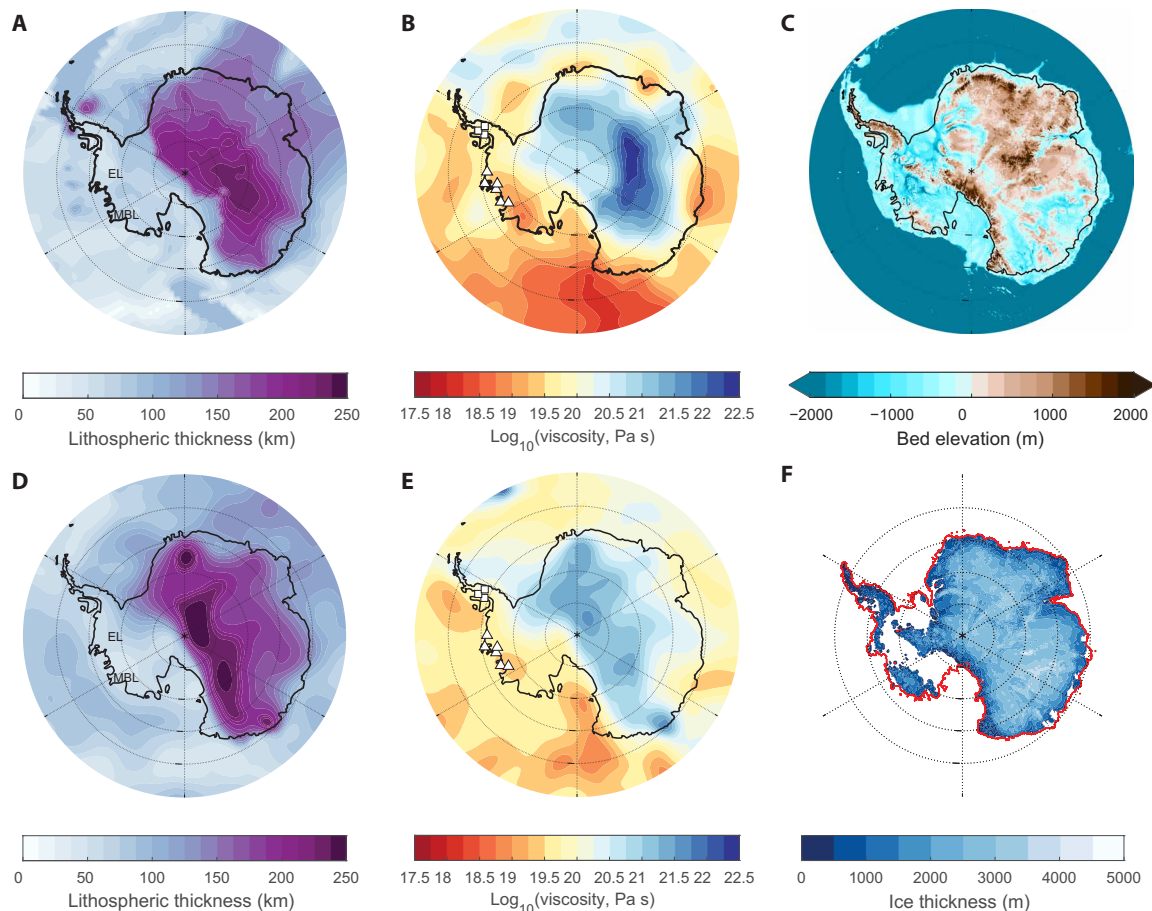 A
B
C
EL
MBL
0 50 100 150 200 250
Lithospheric thickness (km)
17.5 18 18.5 19 19.5 20 20.5 21 21.5 22 22.5
Log10(viscosity, Pa s)
−2000 −1000 0 1000 2000
Bed elevation (m)
D
E
F
EL
MBL
0 50 100 150 200 250
Lithospheric thickness (km)
17.5 18 18.5 19 19.5 20 20.5 21 21.5 22 22.5
Log10(viscosity, Pa s)
0 1000 2000 3000 4000 5000
Ice thickness (m)